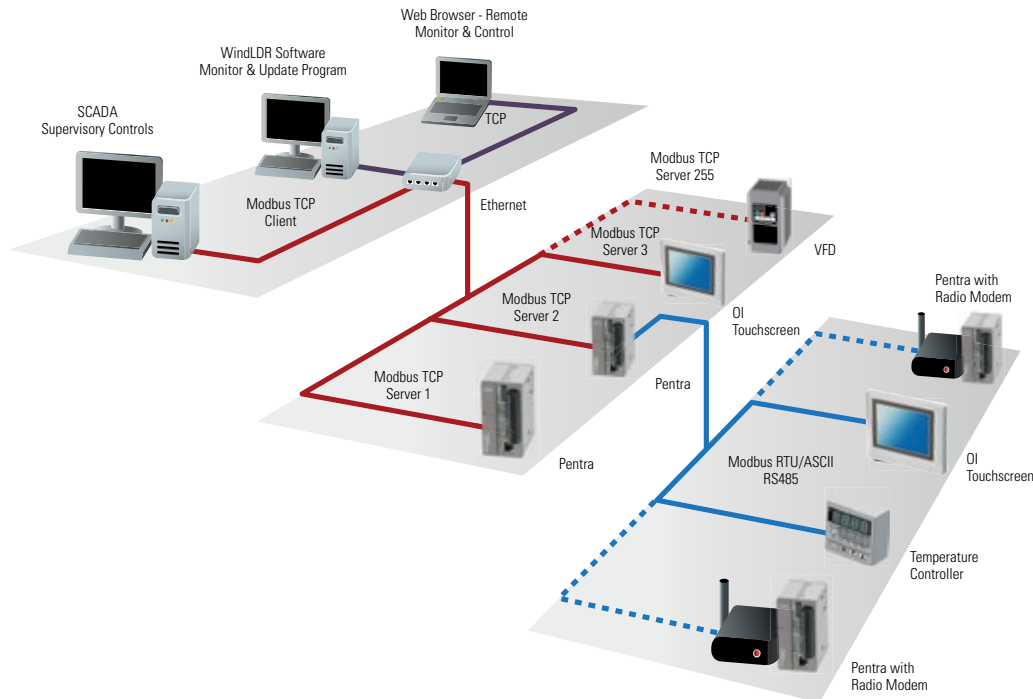 Web Browser - Remote
Monitor & Control
WindLDR Software
Monitor & Update Program
SCADA
Supervisory Controls
TCP
Modbus TCP
Client
Ethernet
Modbus TCP
Server 255
VFD
Modbus TCP
Server 3
OI
Touchscreen
Modbus TCP
Server 2
Pentra
Modbus TCP
Server 1
Pentra
Pentra with
Radio Modem
OI
Touchscreen
Modbus RTU/ASCII
RS485
Temperature
Controller
Pentra with
Radio Modem